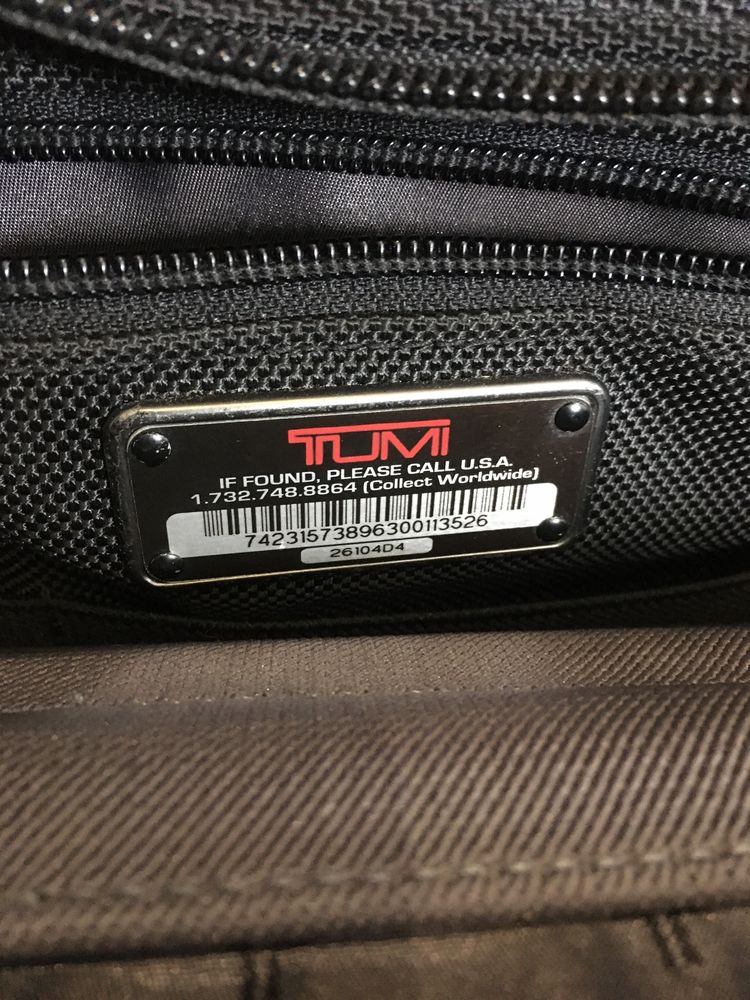 TUMI
IF FOUND, PLEASE CALL U.S.A.
1.732.748.8864 (Collect Worldwide)
74231573896300113526
26104D4